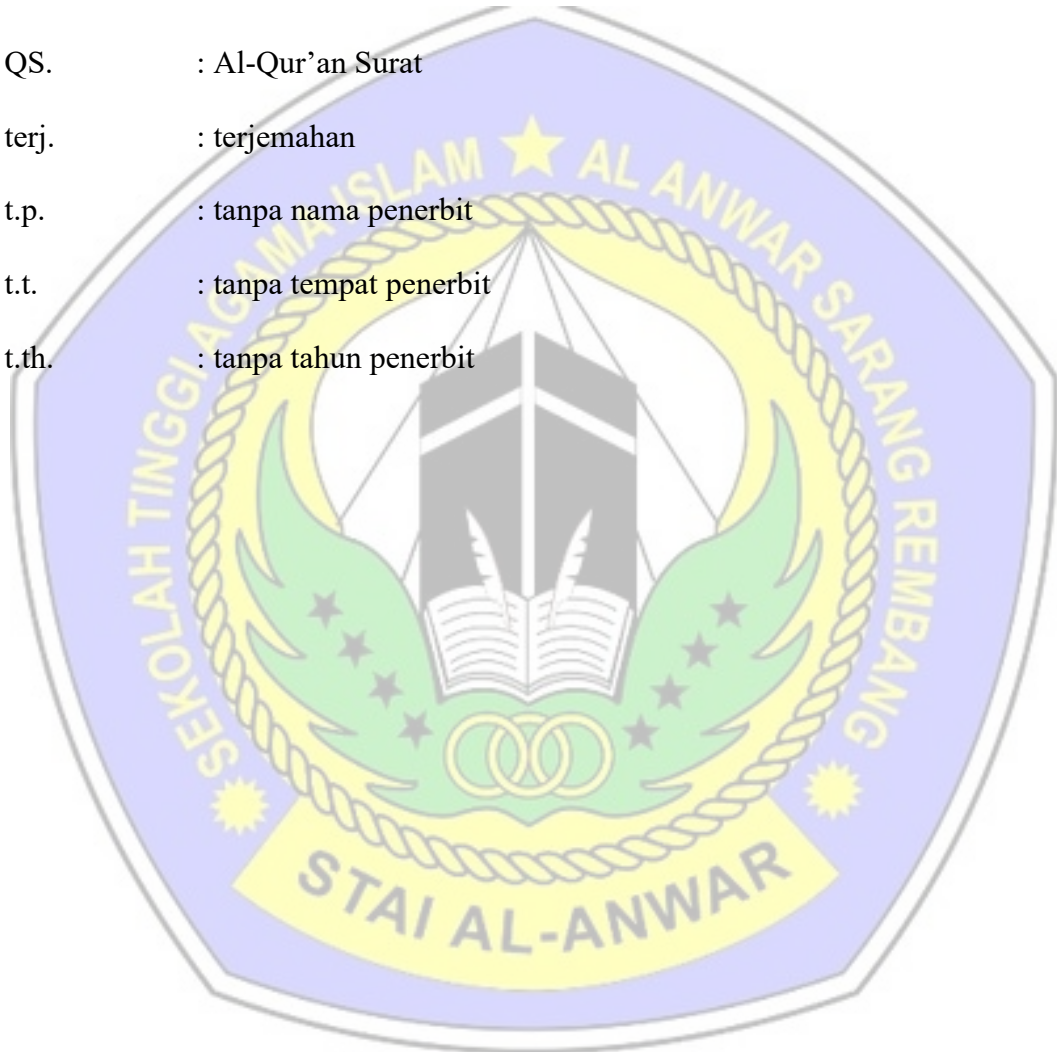 QS. : Al-Qur’an Surat
terj. : terjemahan
t.p. : tanpa nama penerbit
t.t. : tanpa tempat penerbit
t.th. : tanpa tahun penerbit
SEKOLAH TINGGI AGAMA ISLAM AL ANWAR SARANG REMBANG
STAI AL-ANWAR